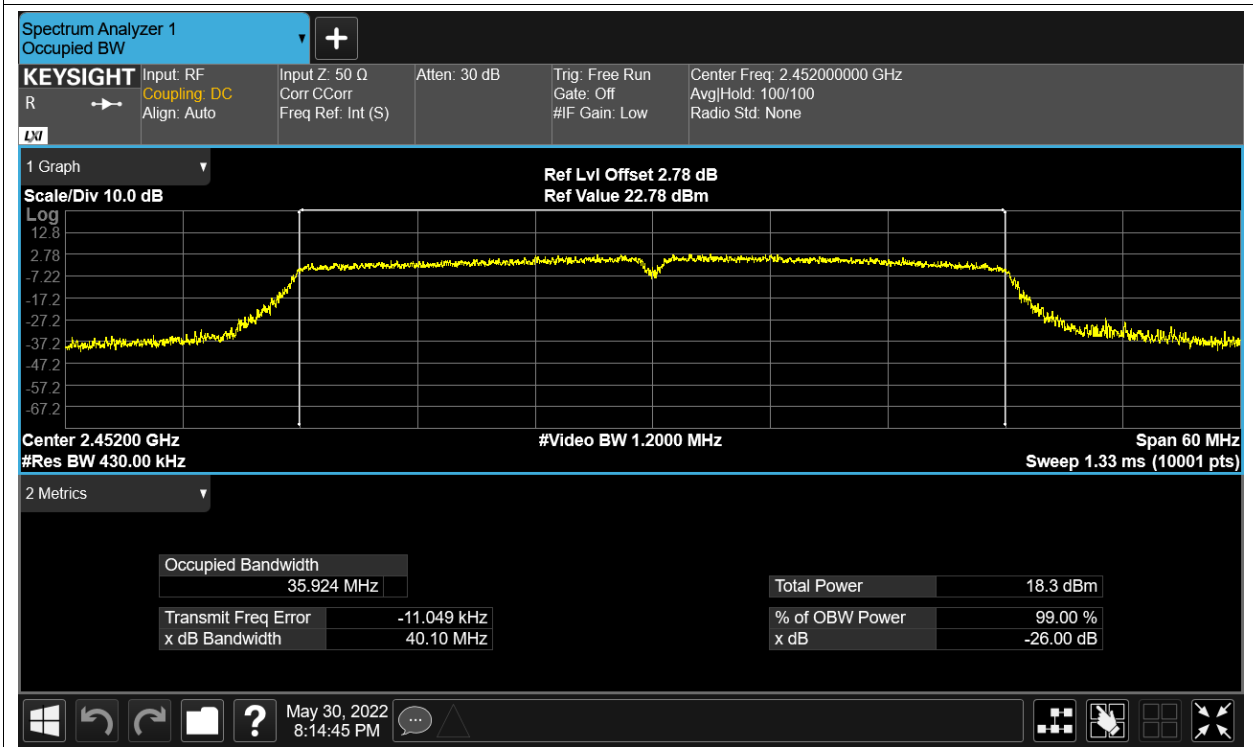 Spectrum Analyzer 1
Occupied BW
KEYSIGHT Input: RF Input Z: 50 Ω Atten: 30 dB Trig: Free Run Center Freq: 2.452000000 GHz
R Coupling: DC Corr CCorr Gate: Off Avg|Hold: 100/100
Align: Auto Freq Ref: Int (S) #IF Gain: Low Radio Std: None
LXI
1 Graph
Ref Lvl Offset 2.78 dB
Scale/Div 10.0 dB Ref Value 22.78 dBm
Log
12.8
2.78
-7.22
-17.2
-27.2
-37.2
-47.2
-57.2
-67.2
Center 2.45200 GHz #Video BW 1.2000 MHz Span 60 MHz
#Res BW 430.00 kHz Sweep 1.33 ms (10001 pts)
2 Metrics
Occupied Bandwidth
35.924 MHz Total Power 18.3 dBm
Transmit Freq Error -11.049 kHz % of OBW Power 99.00 %
x dB Bandwidth 40.10 MHz x dB -26.00 dB
? May 30, 2022
8:14:45 PM